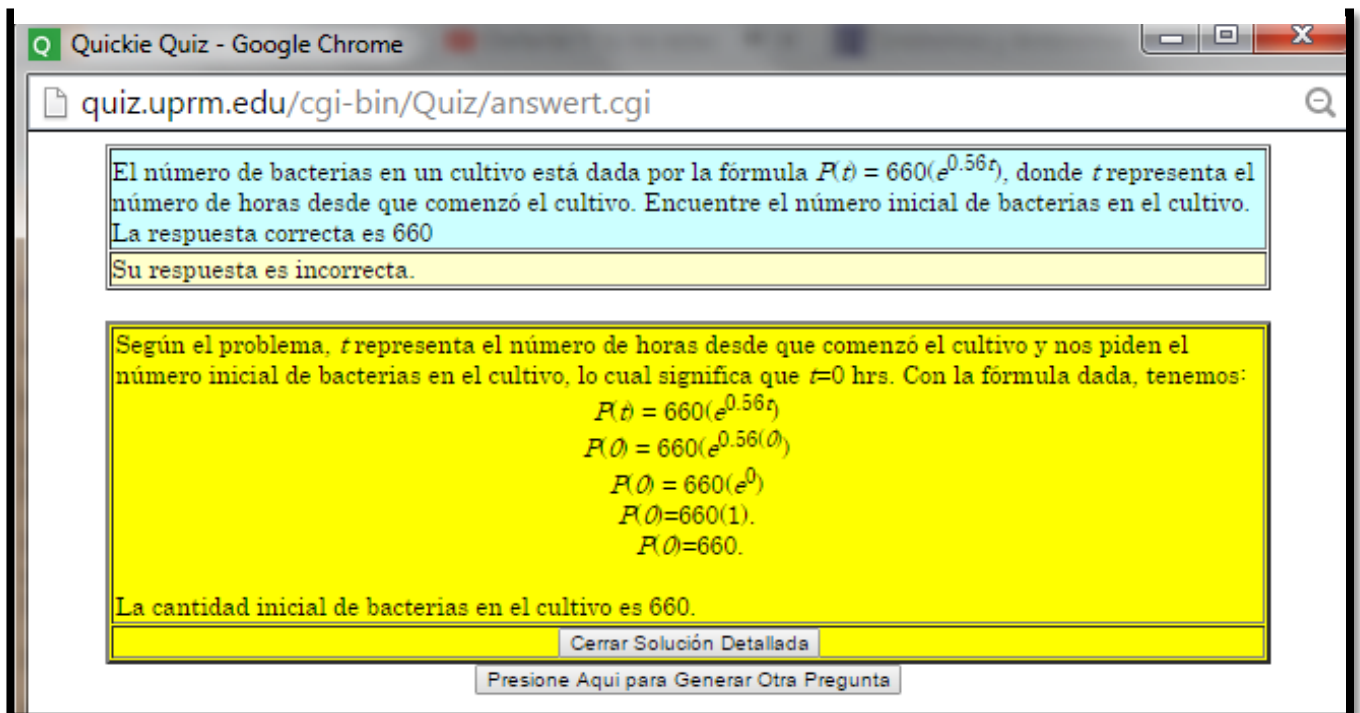 Q Quickie Quiz - Google Chrome
quiz.uprm.edu/cgi-bin/Quiz/answert.cgi
El número de bacterias en un cultivo está dada por la fórmula P(t) = 660(e^0.56t), donde t representa el
número de horas desde que comenzó el cultivo. Encuentre el número inicial de bacterias en el cultivo.
La respuesta correcta es 660
Su respuesta es incorrecta.
Según el problema, t representa el número de horas desde que comenzó el cultivo y nos piden el
número inicial de bacterias en el cultivo, lo cual significa que t=0 hrs. Con la fórmula dada, tenemos:
P(t) = 660(e^0.56t)
P(0) = 660(e^0.56(0))
P(0) = 660(e^0)
P(0)=660(1).
P(0)=660.
La cantidad inicial de bacterias en el cultivo es 660.
Cerrar Solución Detallada
Presione Aqui para Generar Otra Pregunta